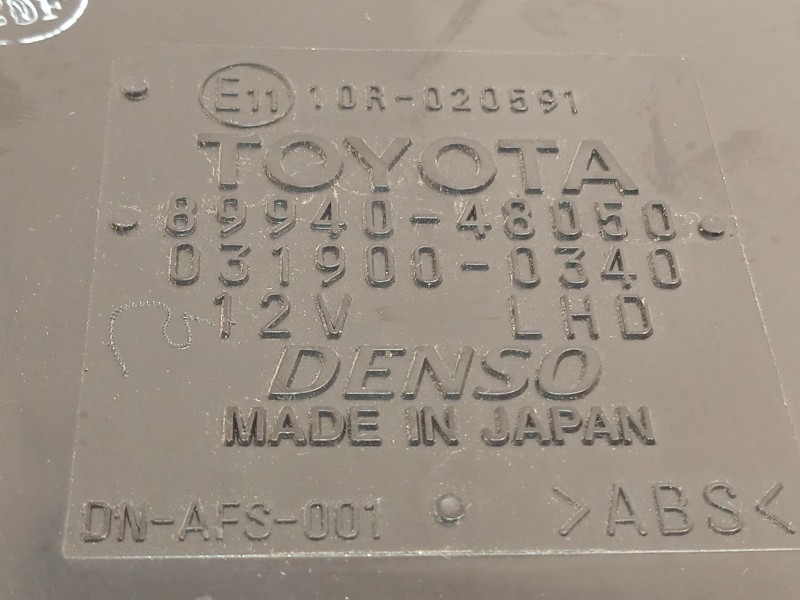 E11 10R-020591
TOYOTA
89940-48050
031900-0340
12V LHD
DENSO
MADE IN JAPAN
DN-AFS-001 >ABS<